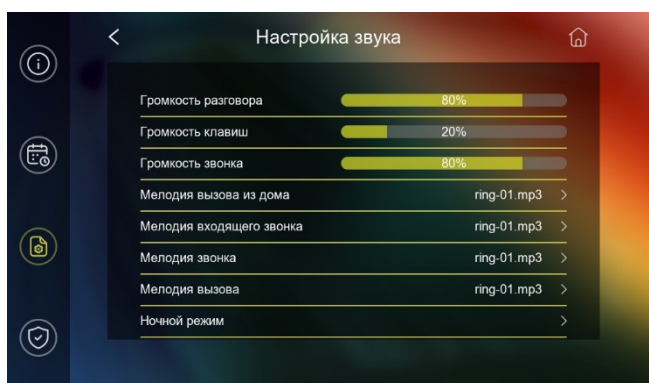 Настройка звука
Громкость разговора 80%
Громкость клавиш 20%
Громкость звонка 80%
Мелодия вызова из дома ring-01.mp3
Мелодия входящего звонка ring-01.mp3
Мелодия звонка ring-01.mp3
Мелодия вызова ring-01.mp3
Ночной режим